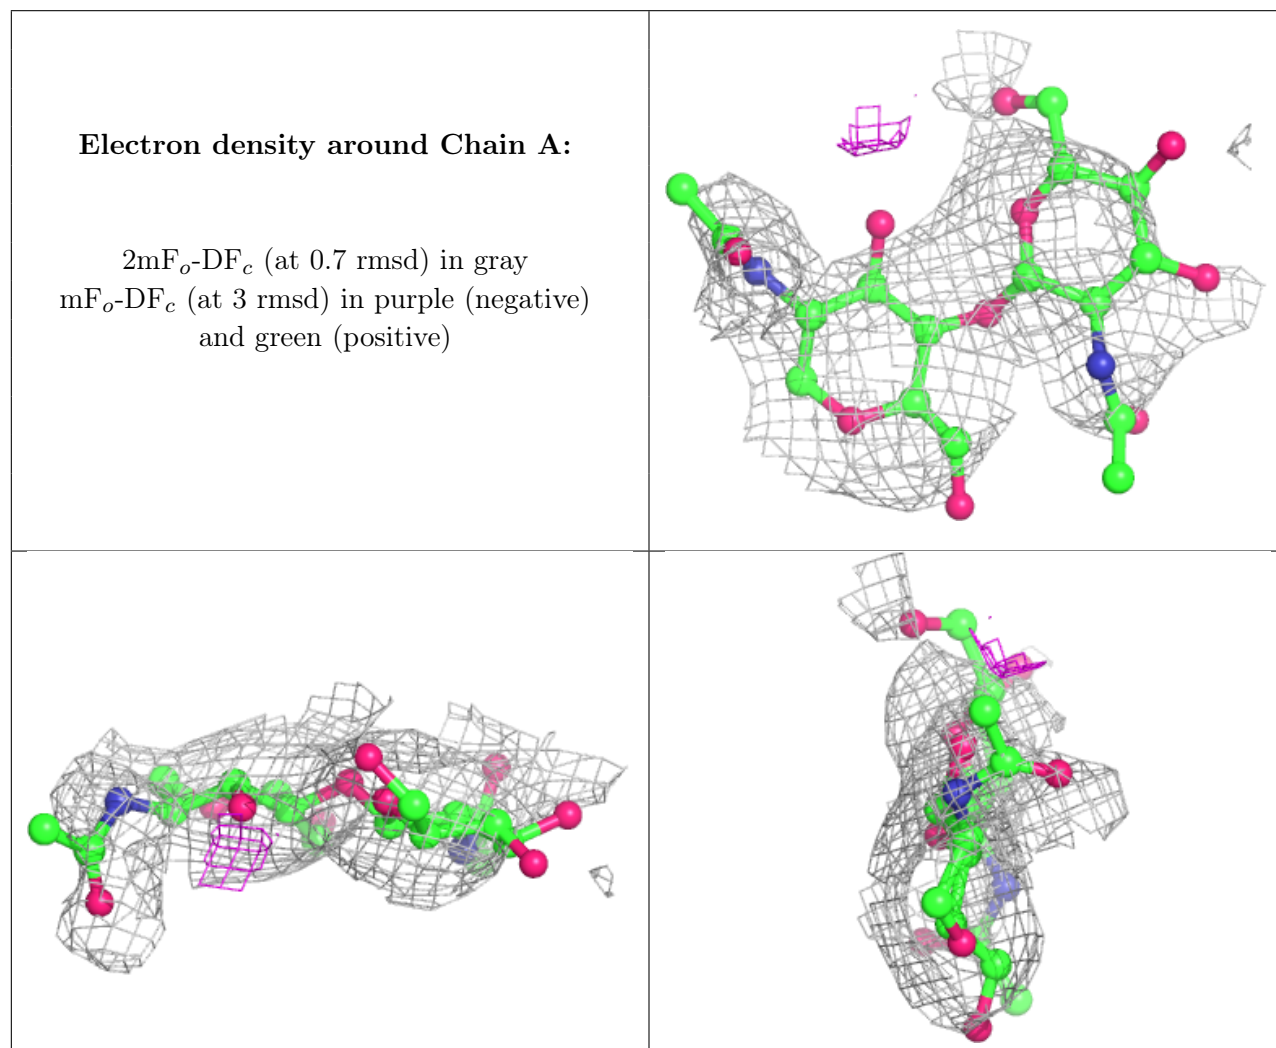 Electron density around Chain A:
2mFₒ-DF𝒸 (at 0.7 rmsd) in gray
mFₒ-DF𝒸 (at 3 rmsd) in purple (negative)
and green (positive)